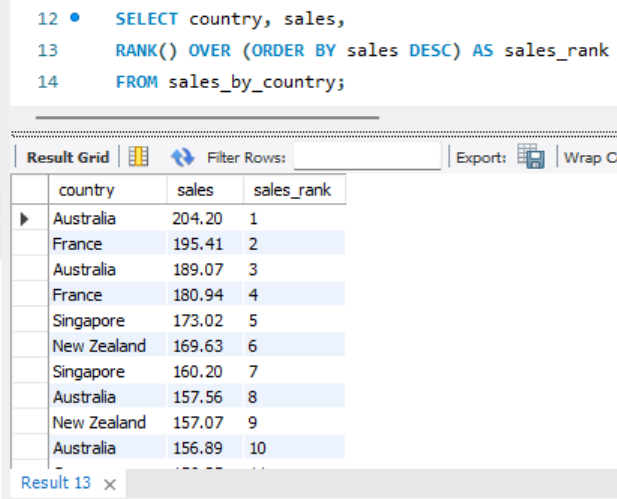 12 SELECT country, sales,
13 RANK() OVER (ORDER BY sales DESC) AS sales_rank
14 FROM sales_by_country;
Result Grid Filter Rows: Export: Wrap C
country sales sales_rank
Australia 204.20 1
France 195.41 2
Australia 189.07 3
France 180.94 4
Singapore 173.02 5
New Zealand 169.63 6
Singapore 160.20 7
Australia 157.56 8
New Zealand 157.07 9
Australia 156.89 10
Result 13